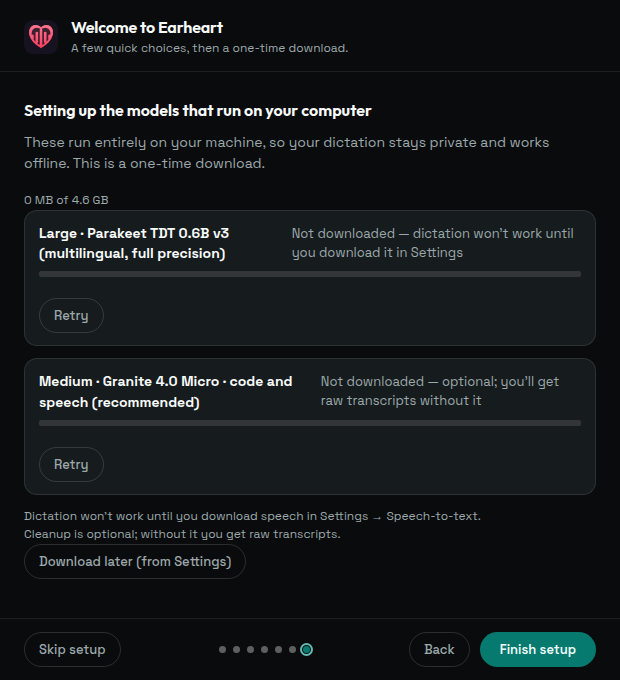 Welcome to Earheart
A few quick choices, then a one-time download.
Setting up the models that run on your computer
These run entirely on your machine, so your dictation stays private and works
offline. This is a one-time download.
0 MB of 4.6 GB
Large · Parakeet TDT 0.6B v3
(multilingual, full precision)
Not downloaded — dictation won't work until
you download it in Settings
Retry
Medium · Granite 4.0 Micro · code and
speech (recommended)
Not downloaded — optional; you'll get
raw transcripts without it
Retry
Dictation won't work until you download speech in Settings → Speech-to-text.
Cleanup is optional; without it you get raw transcripts.
Download later (from Settings)
Skip setup
Back
Finish setup